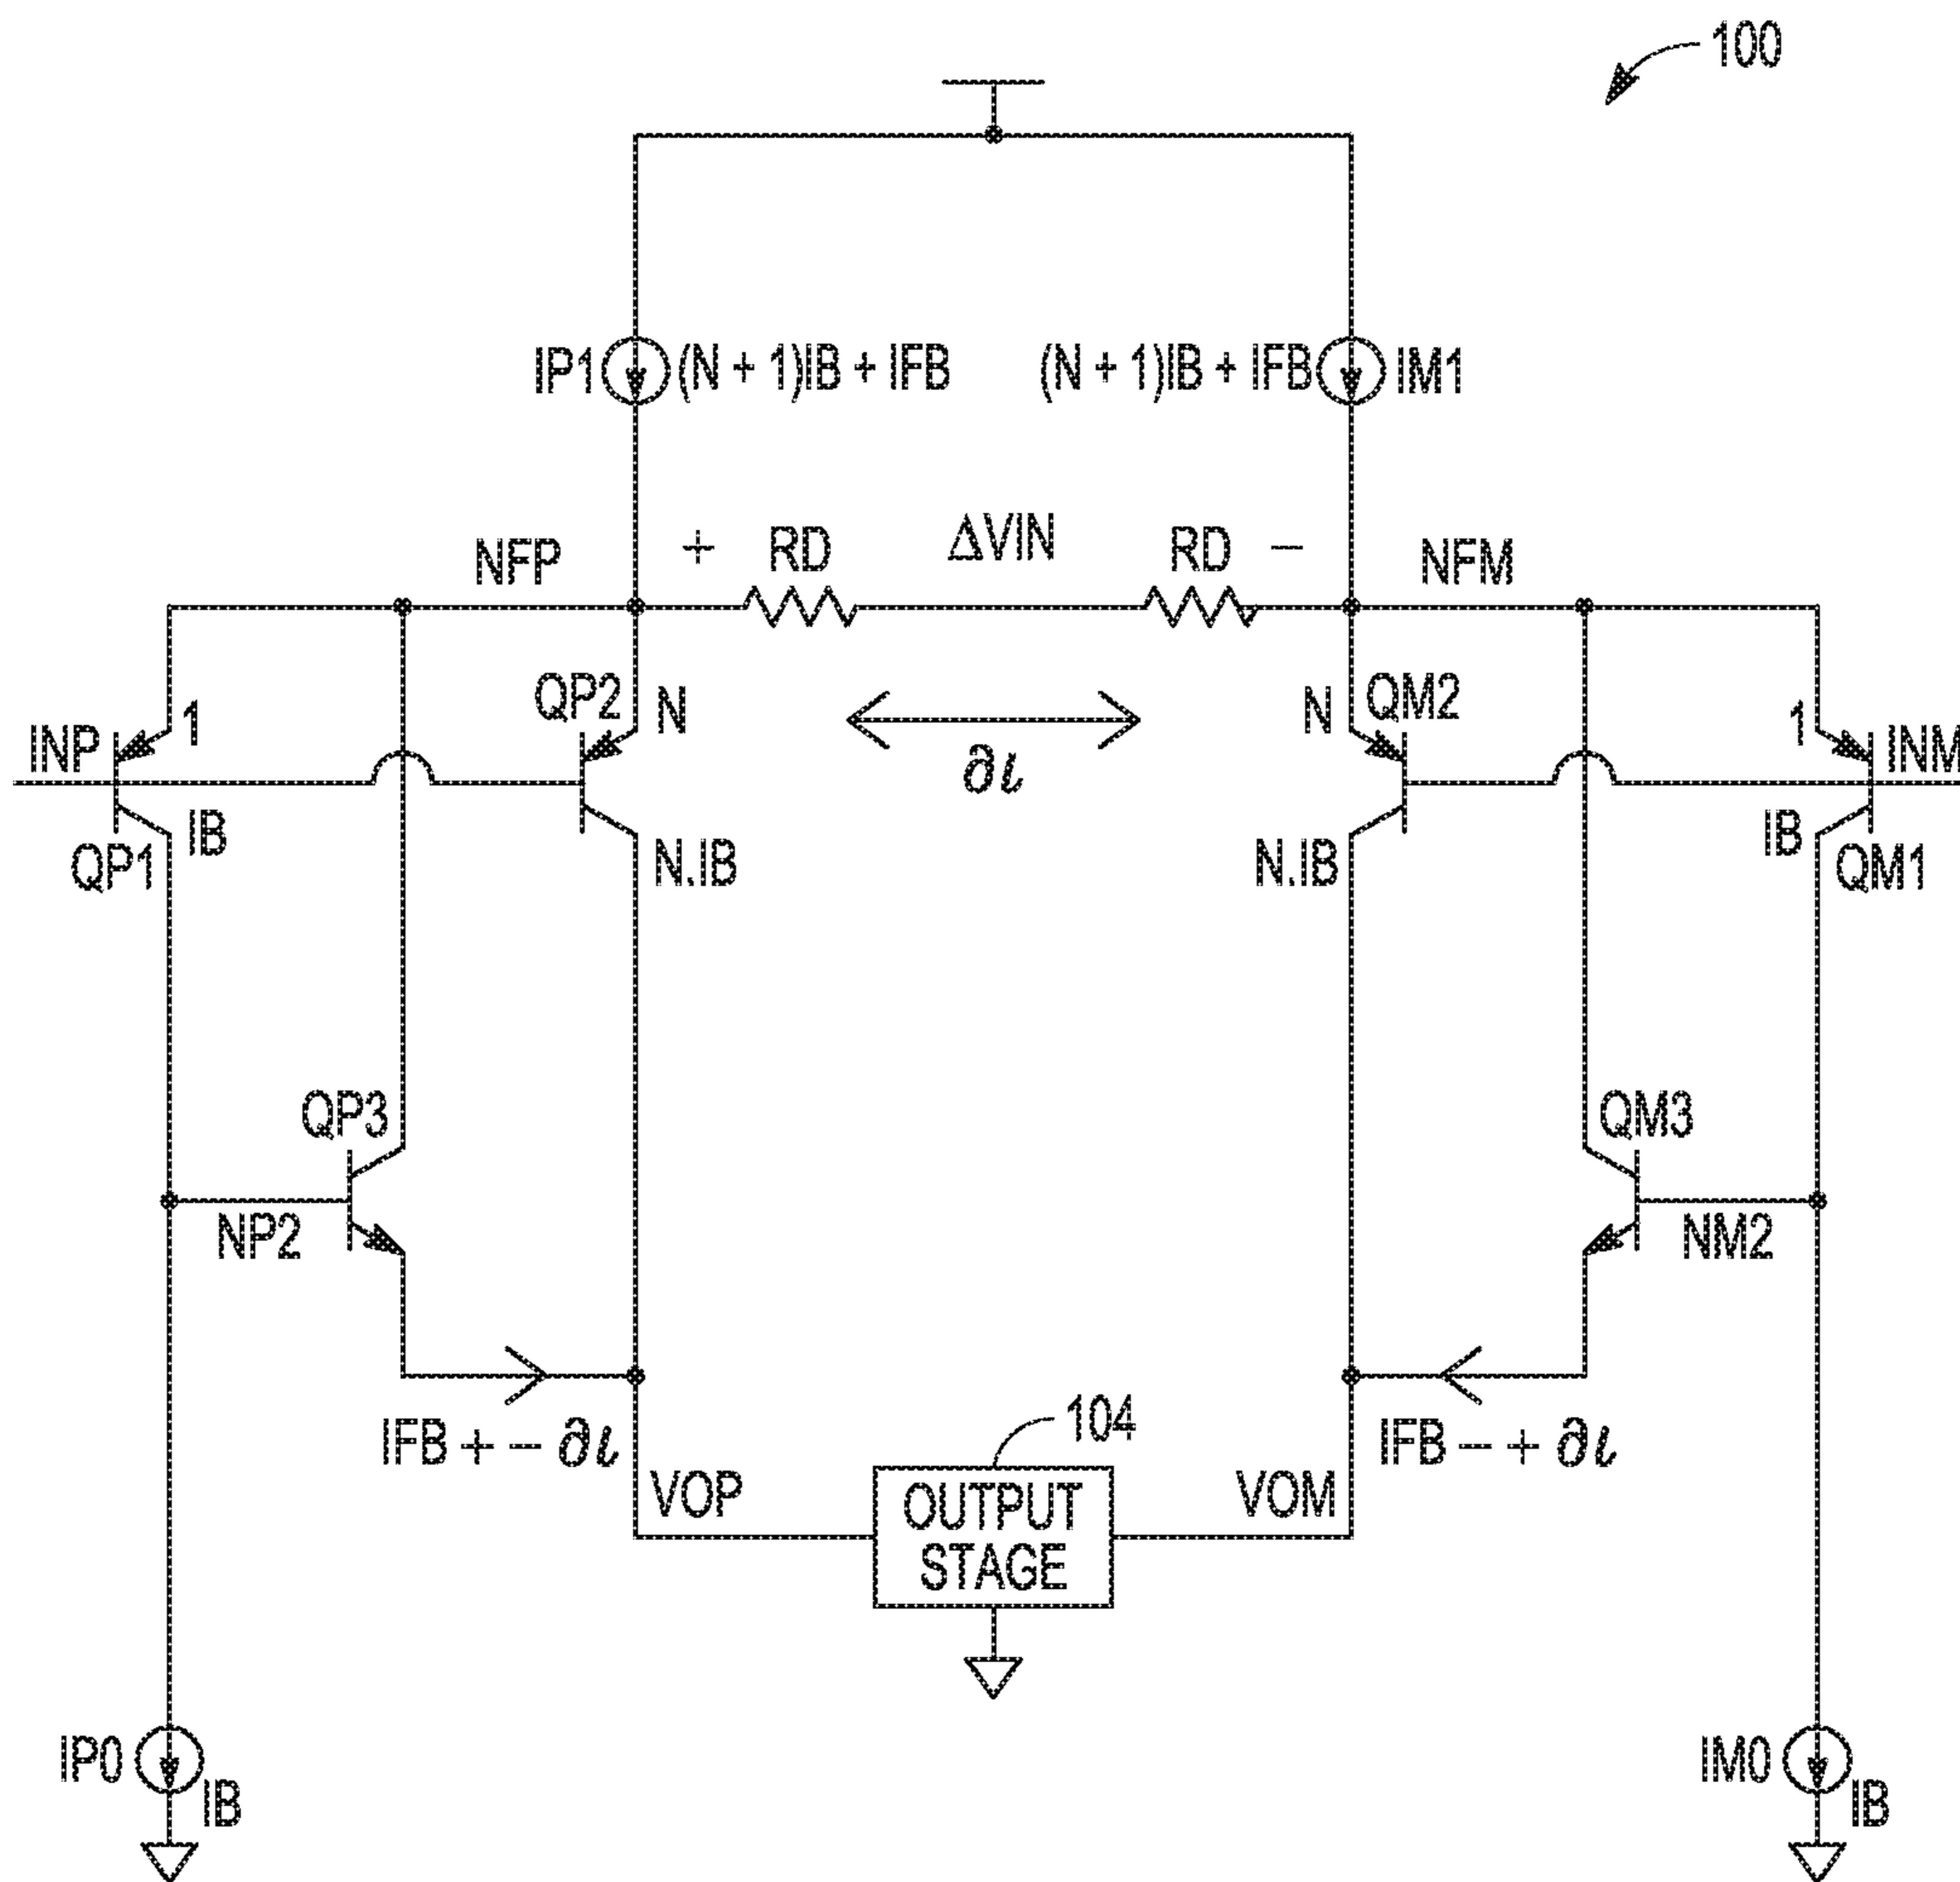 100
IP1 (N + 1)IB + IFB (N + 1)IB + IFB IM1
NFP + RD ΔVIN RD − NFM
INP 1 QP2 N N QM2 1 INM
∂ι
QP1 IB N.IB N.IB IB QM1
QP3 QM3
NP2 NM2
IFB + − ∂ι IFB − + ∂ι
104
VOP OUTPUT VOM
STAGE
IP0 IB IM0 IB